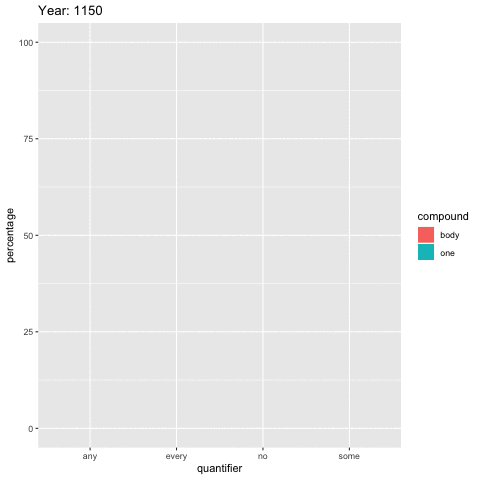 Year: 1150
100
75
50
25
0
percentage
any every no some
quantifier
compound
body
one